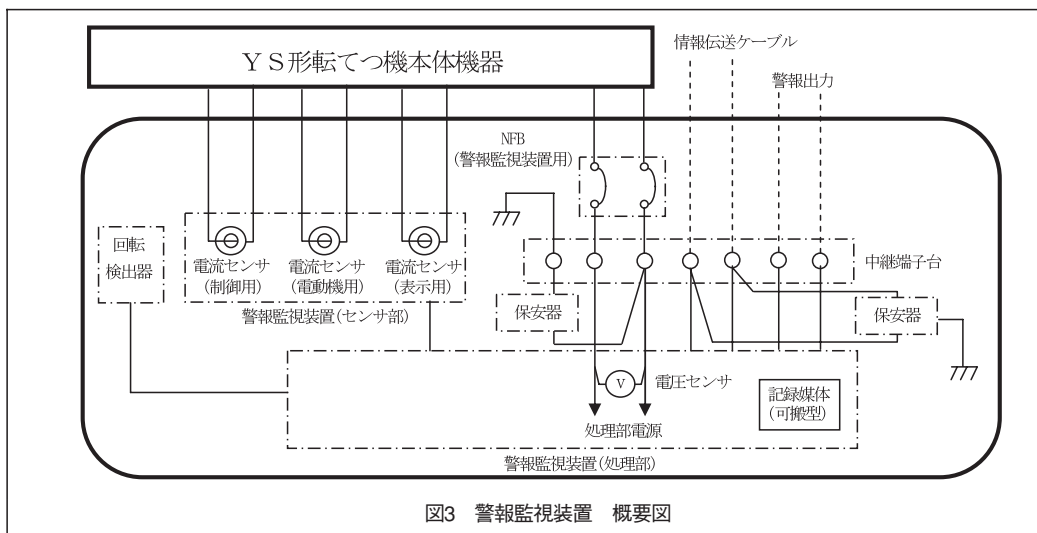 YS形転てつ機本体機器
情報伝送ケーブル
警報出力
NFB
(警報監視装置用)
回転
検出器
電流センサ
(制御用)
電流センサ
(電動機用)
電流センサ
(表示用)
警報監視装置(センサ部)
中継端子台
保安器
保安器
V
電圧センサ
記録媒体
(可搬型)
処理部電源
警報監視装置(処理部)
図3 警報監視装置 概要図